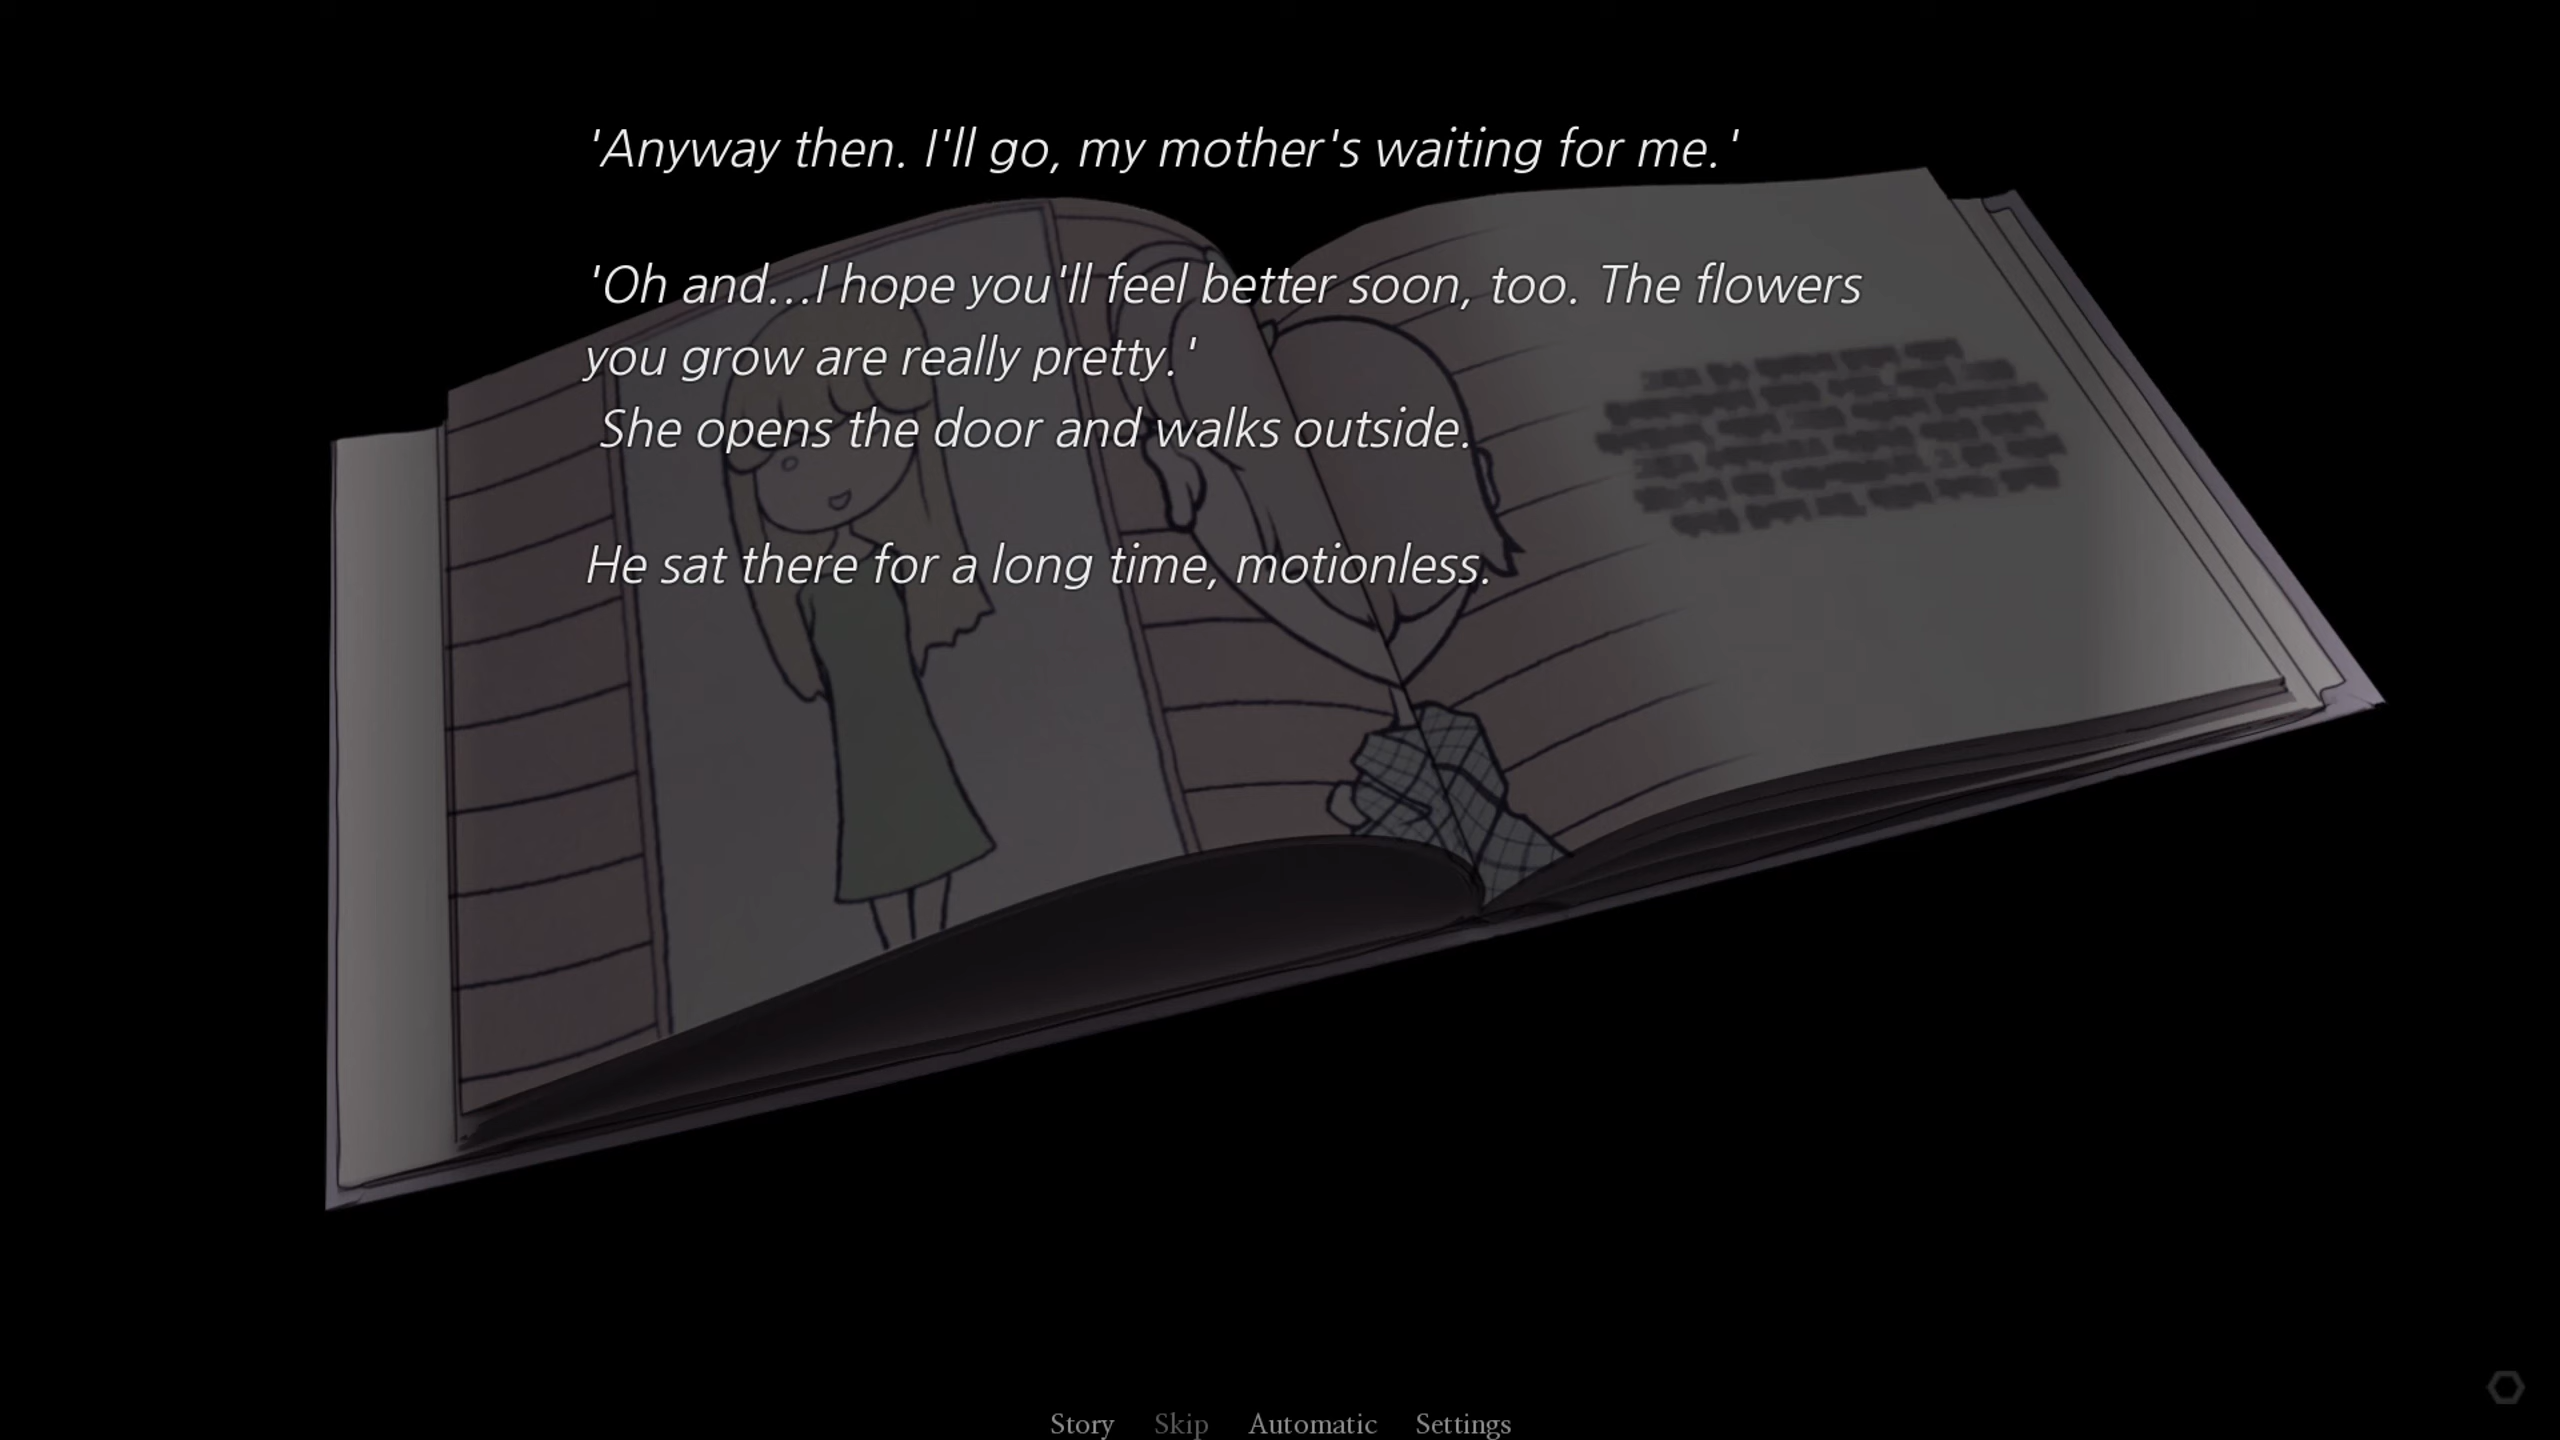 'Anyway then. I'll go, my mother's waiting for me.'
'Oh and...I hope you'll feel better soon, too. The flowers
you grow are really pretty.'
She opens the door and walks outside.
He sat there for a long time, motionless.
Story Skip Automatic Settings